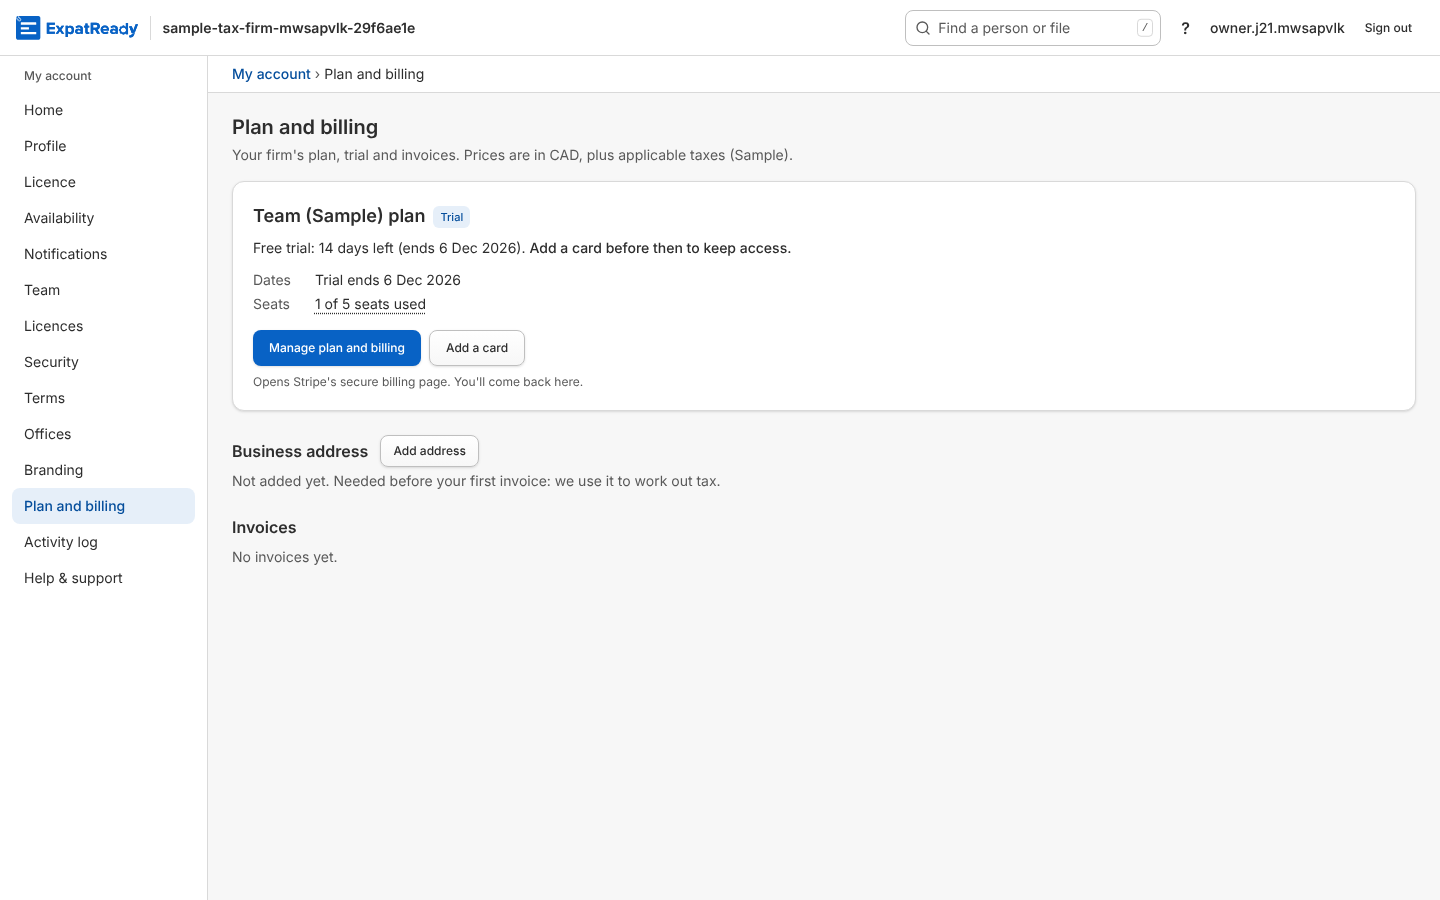 ExpatReady
sample-tax-firm-mwsapvlk-29f6ae1e
Find a person or file
/
?
owner.j21.mwsapvlk
Sign out
My account
Home
Profile
Licence
Availability
Notifications
Team
Licences
Security
Terms
Offices
Branding
Plan and billing
Activity log
Help & support
My account › Plan and billing
Plan and billing
Your firm's plan, trial and invoices. Prices are in CAD, plus applicable taxes (Sample).
Team (Sample) plan Trial
Free trial: 14 days left (ends 6 Dec 2026). Add a card before then to keep access.
Dates Trial ends 6 Dec 2026
Seats 1 of 5 seats used
Manage plan and billing
Add a card
Opens Stripe's secure billing page. You'll come back here.
Business address
Add address
Not added yet. Needed before your first invoice: we use it to work out tax.
Invoices
No invoices yet.